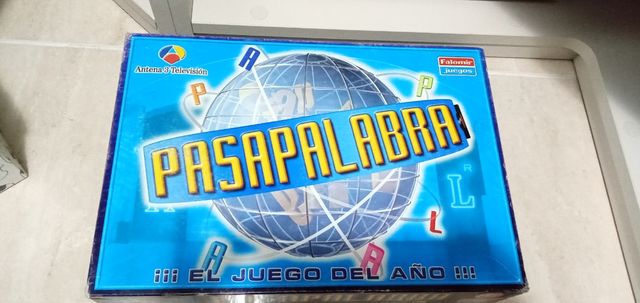 Antena 3 Televisión
Falomir
juegos
A
P
P
A
PASAPALABRA
L R
A
L
A
A
¡¡¡ EL JUEGO DEL AÑO !!!